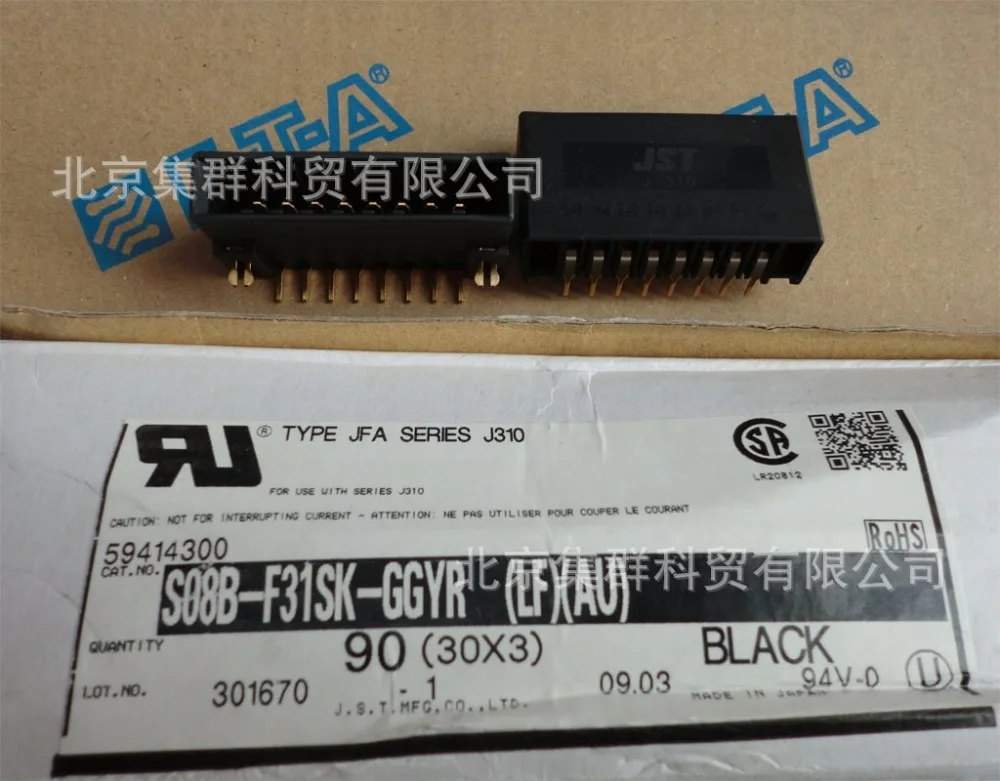 ®
®
北京集群科贸有限公司
JST
J-310
® TYPE JFA SERIES J310
FOR USE WITH SERIES J310
LR20812
CAUTION: NOT FOR INTERRUPTING CURRENT - ATTENTION: NE PAS UTILISER POUR COUPER LE COURANT
59414300
RoHS
CAT.NO. S08B-F31SK-GGYR (LF)(AU)
北京集群科贸有限公司
QUANTITY 90 (30X3) BLACK
LOT.NO. 301670 - 1 09.03 94V-0
J.S.T.MFG.CO.,LTD. MADE IN JAPAN